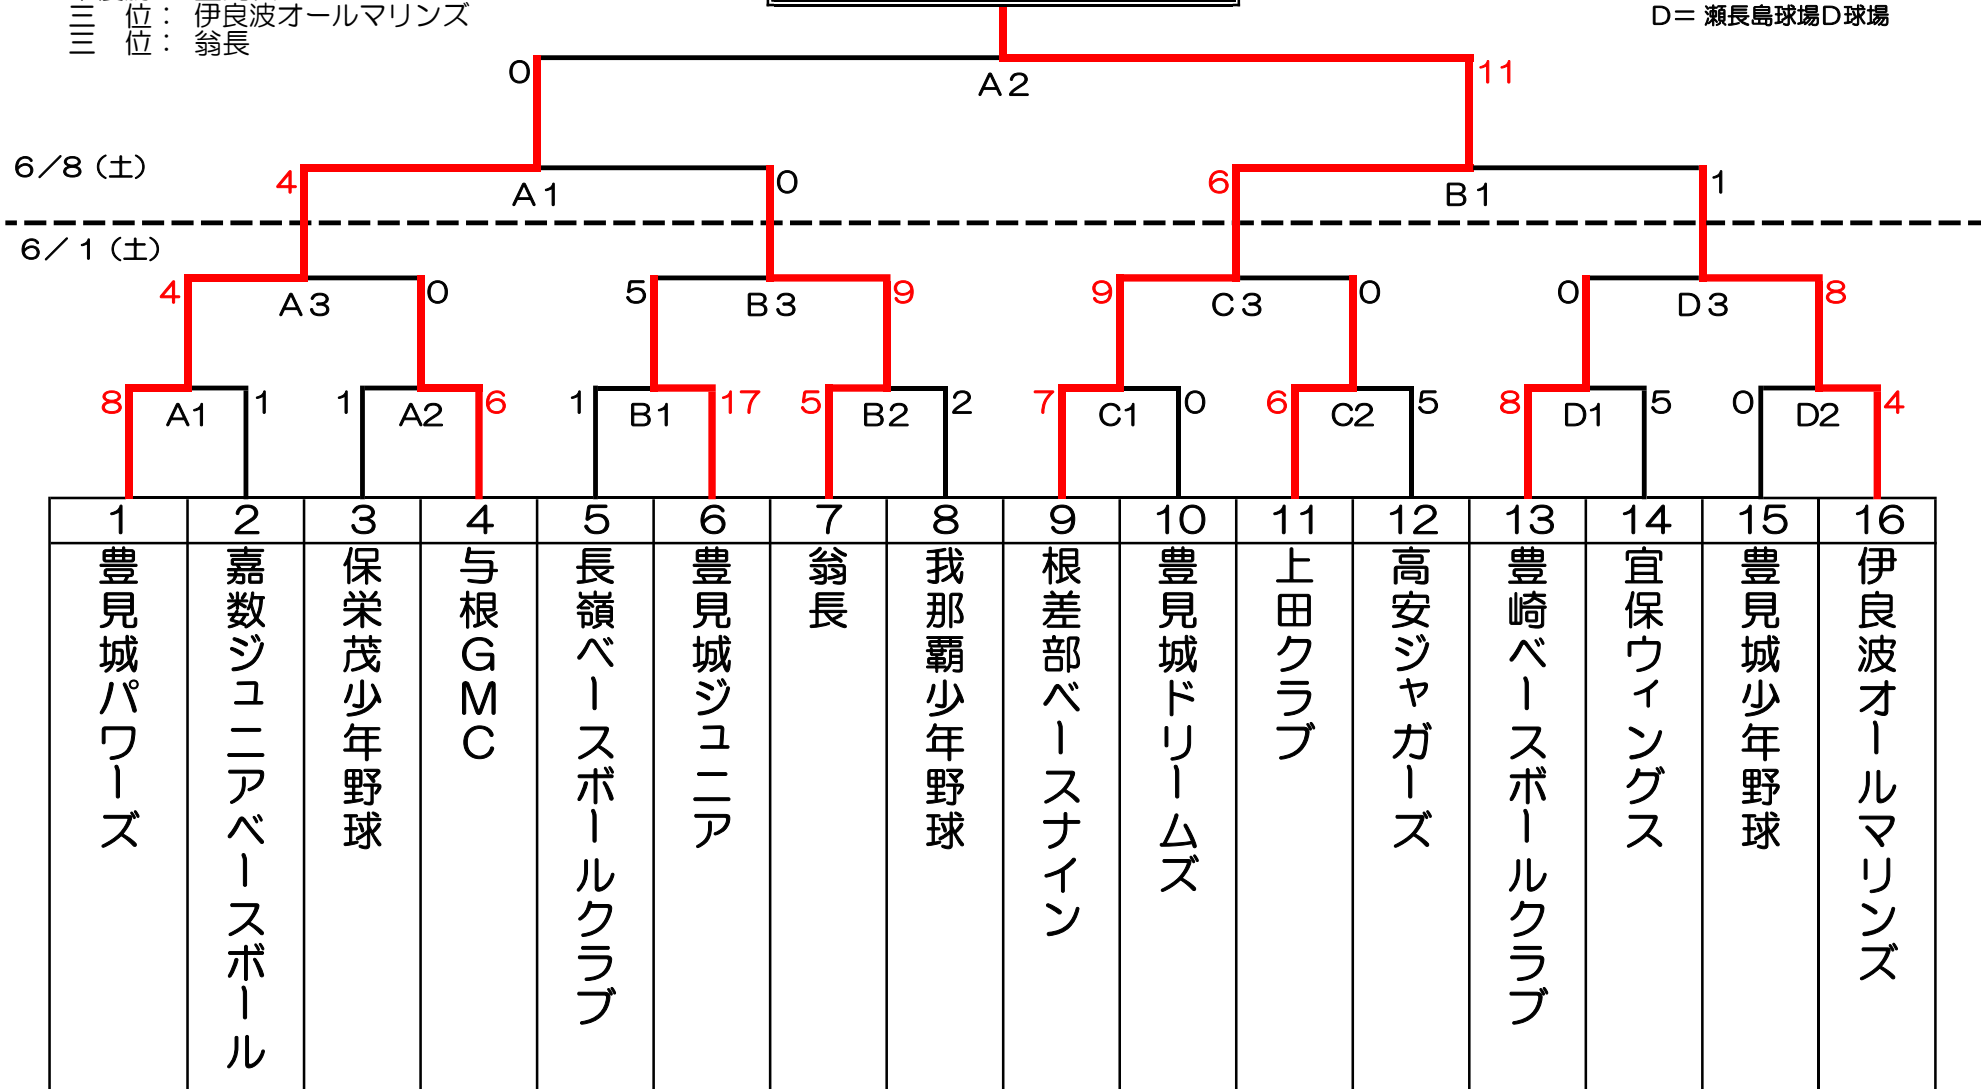 三　位：　伊良波オールマリンズ
三　位：　翁長
D＝ 瀬長島球場D球場
0
A２
11
6／8（土）
4
A１
0
6
B１
1
6／１（土）
4
A３
0
5
B３
9
9
C３
0
0
D３
8
8
A1
1
1
A2
6
1
B1
17
5
B2
2
7
C1
0
6
C2
5
8
D1
5
0
D2
4
1
2
3
4
5
6
7
8
9
10
11
12
13
14
15
16
豊見城パワーズ
嘉数ジュニアベースボール
保栄茂少年野球
与根GMC
長嶺ベースボールクラブ
豊見城ジュニア
翁長
我那覇少年野球
根差部ベースナイン
豊見城ドリームズ
上田クラブ
高安ジャガーズ
豊崎ベースボールクラブ
宜保ウィングス
豊見城少年野球
伊良波オールマリンズ